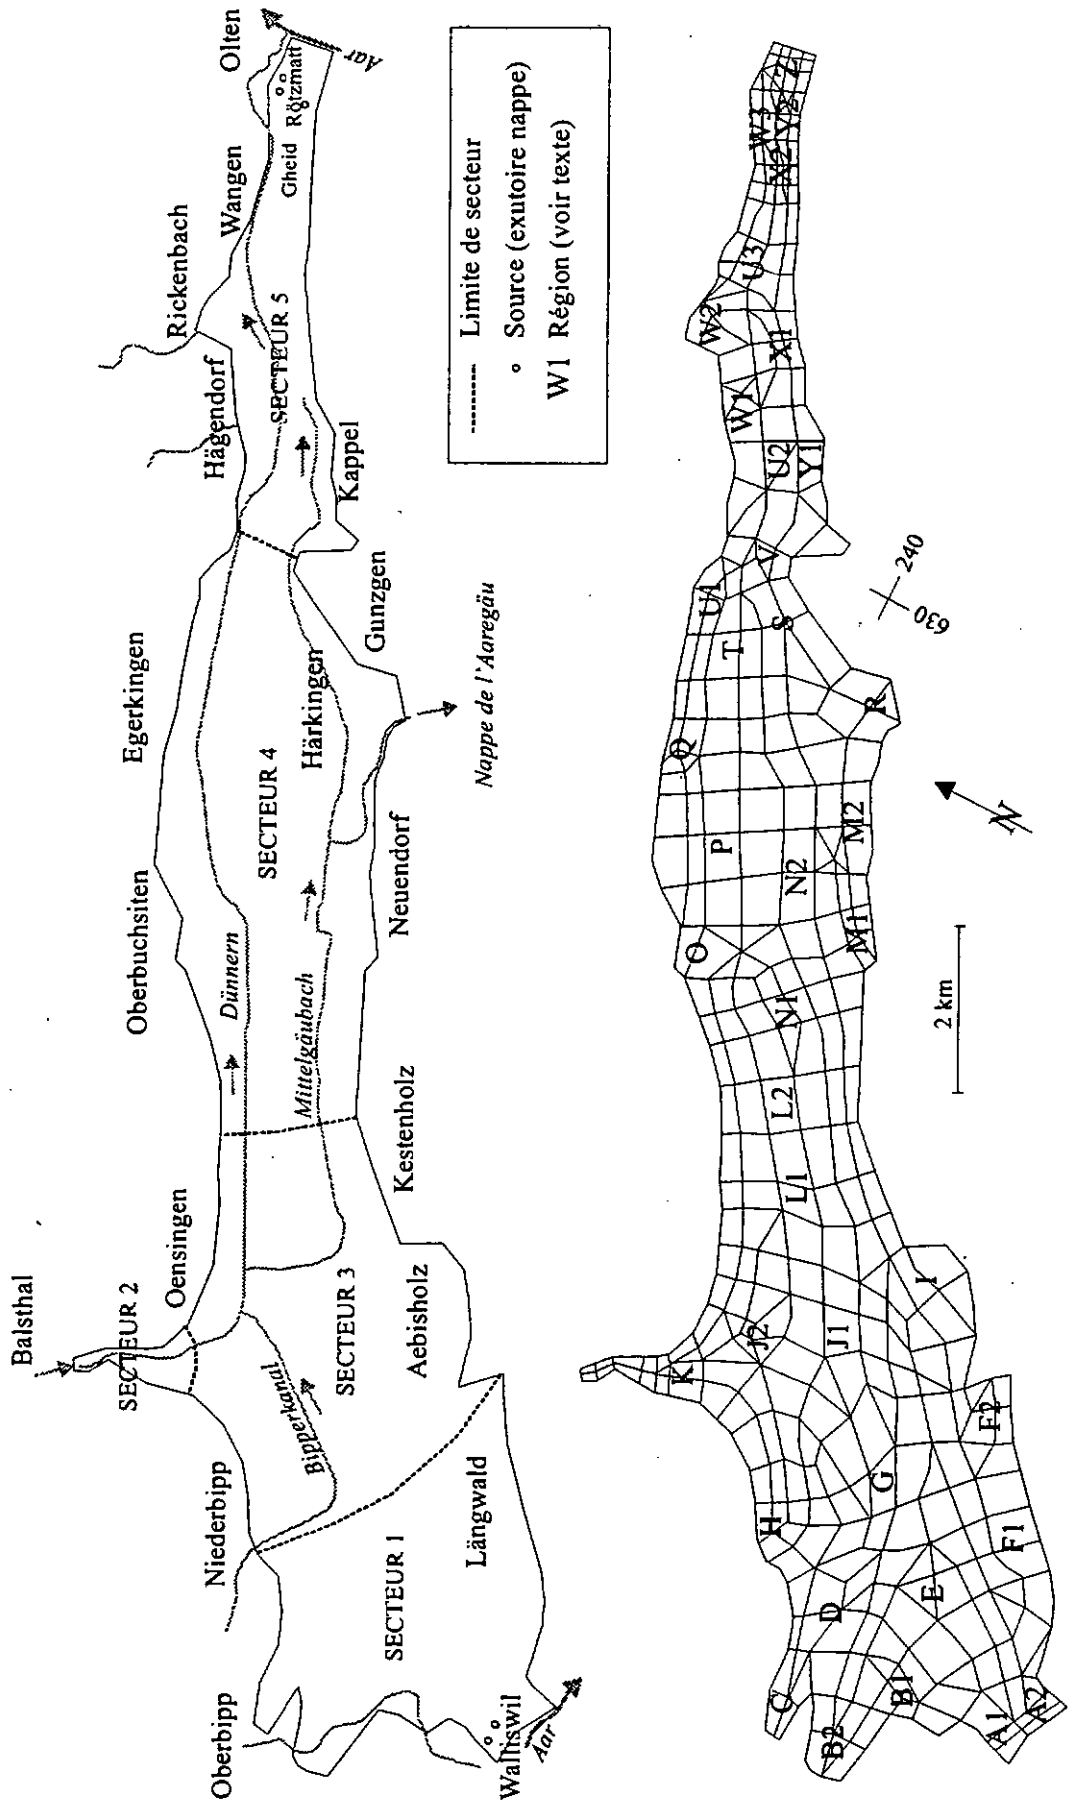 Balsthal
SECTEUR 2
Oensingen
Niederbipp
Oberbipp
Oberbuchsiten
Egerkingen
Hägendorf
Rickenbach
Wangen
Olten
Dünnern
Bipperkanal
SECTEUR 3
SECTEUR 1
Mittelgäubach
SECTEUR 4
Härkingen
SECTEUR 5
Gheid
Rötzmatt
Aar
Walliswil
Aar
Längwald
Aebisholz
Kestenholz
Neuendorf
Gunzgen
Kappel
Nappe de l'Aaregäu
Limite de secteur
Source (exutoire nappe)
W1 Région (voir texte)
C
B2
B1
A1
A2
D
E
F1
H
G
F2
K
J2
J1
I
L1
L2
N1
O
M1
P
N2
M2
Q
R
T
S
U1
V
U2
Y1
W1
X1
W2
U3
X2
W3
Y2
Z
2 km
N
630
240